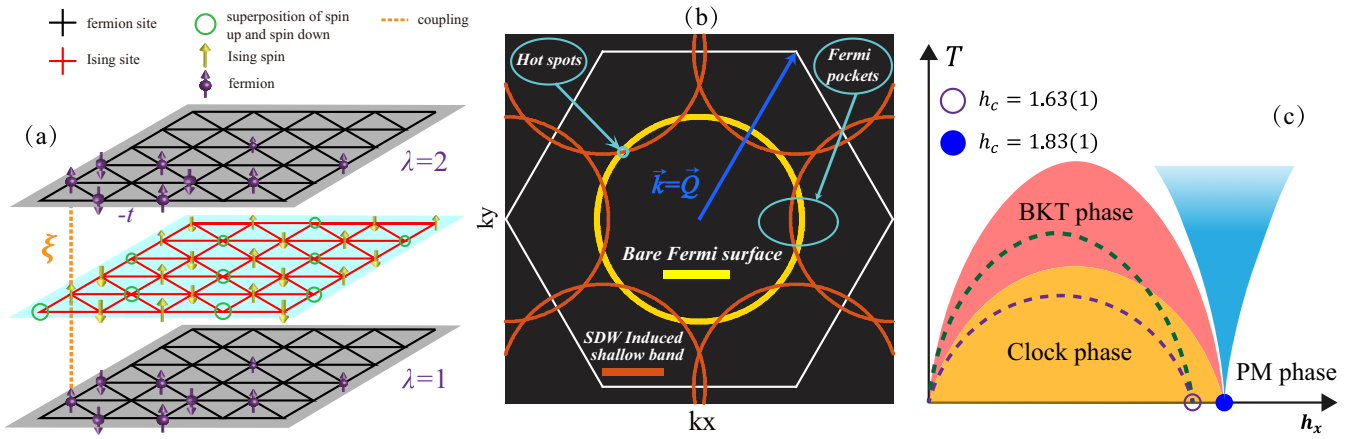 fermion site
Ising site
superposition of spin
up and spin down
Ising spin
fermion
coupling
(a)
λ=2
-t
ξ
λ=1
(b)
Hot spots
Fermi
pockets
k⃗=Q⃗
Bare Fermi surface
SDW Induced
shallow band
ky
kx
T
(c)
h_c = 1.63(1)
h_c = 1.83(1)
BKT phase
Clock phase
PM phase
h_x